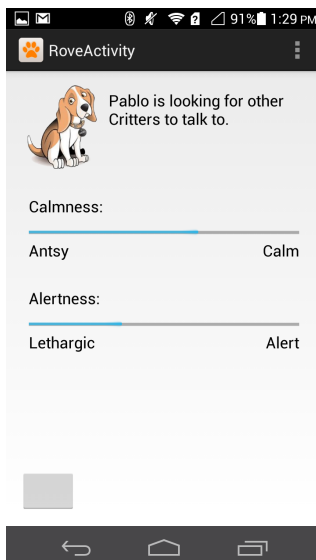 91% 1:29 PM
RoveActivity
Pablo is looking for other
Critters to talk to.
Calmness:
Antsy Calm
Alertness:
Lethargic Alert